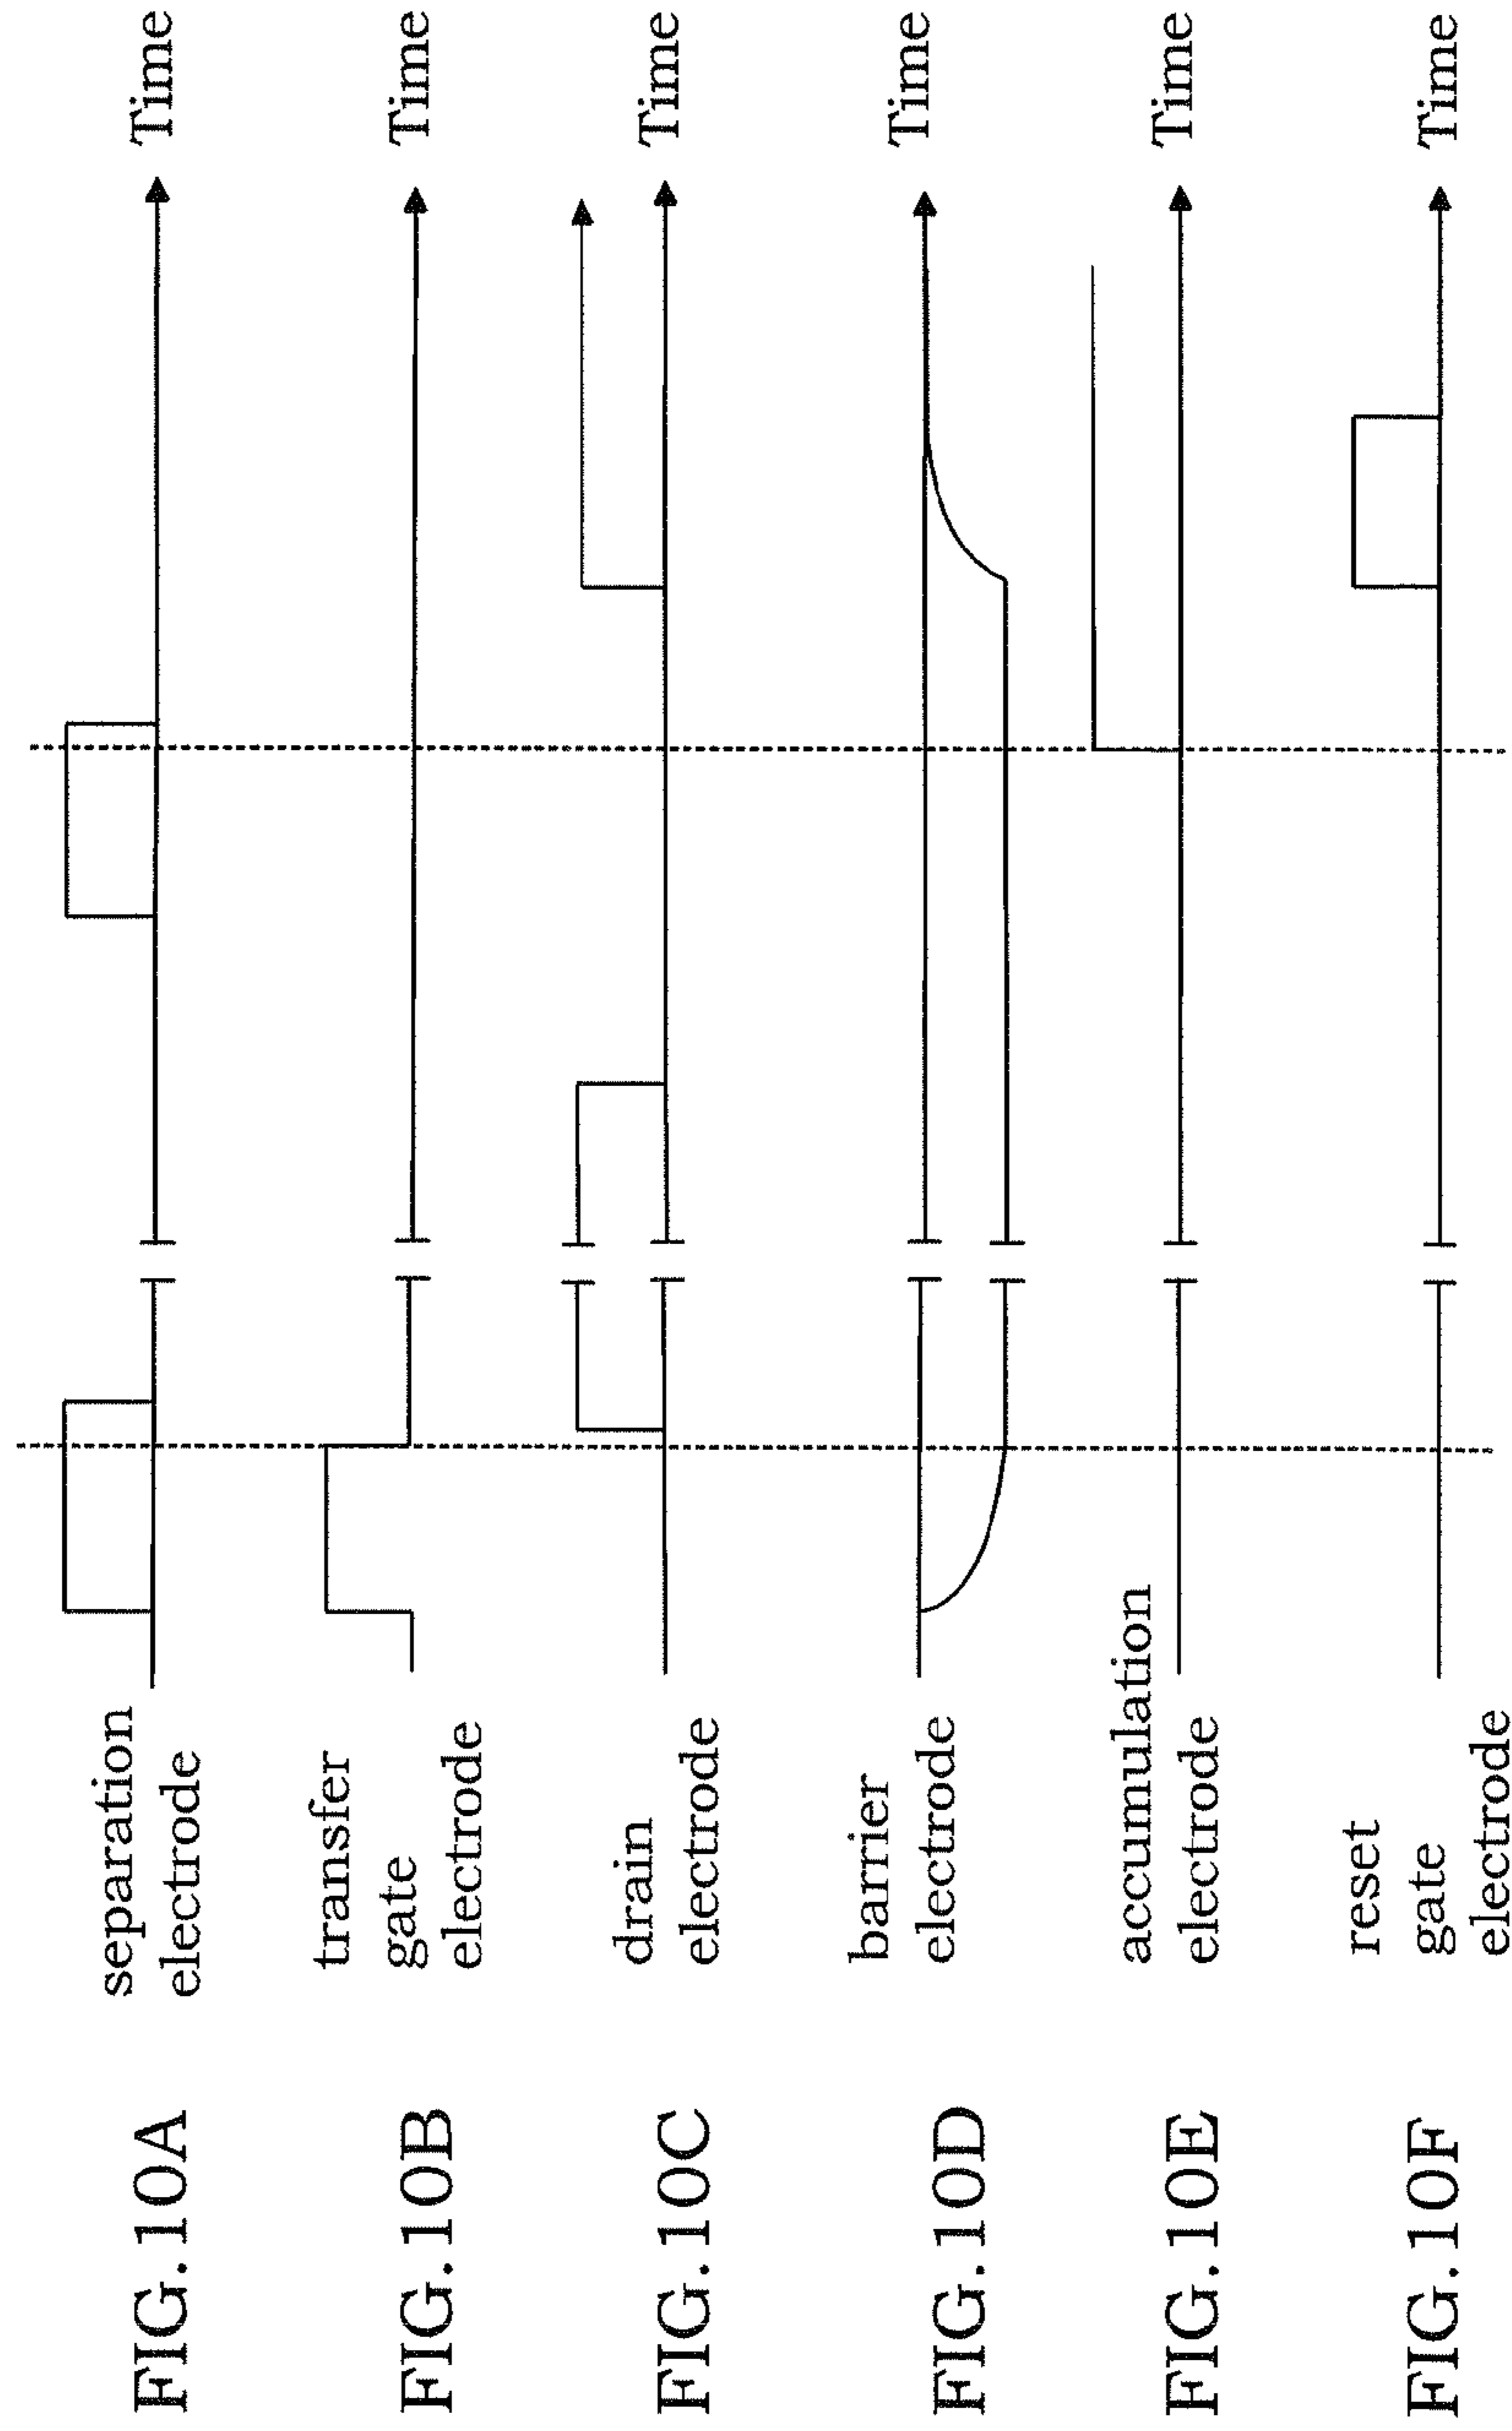 FIG.10A
separation
electrode
Time
FIG.10B
transfer
gate
electrode
Time
FIG.10C
drain
electrode
Time
FIG.10D
barrier
electrode
Time
FIG.10E
accumulation
electrode
Time
FIG.10F
reset
gate
electrode
Time